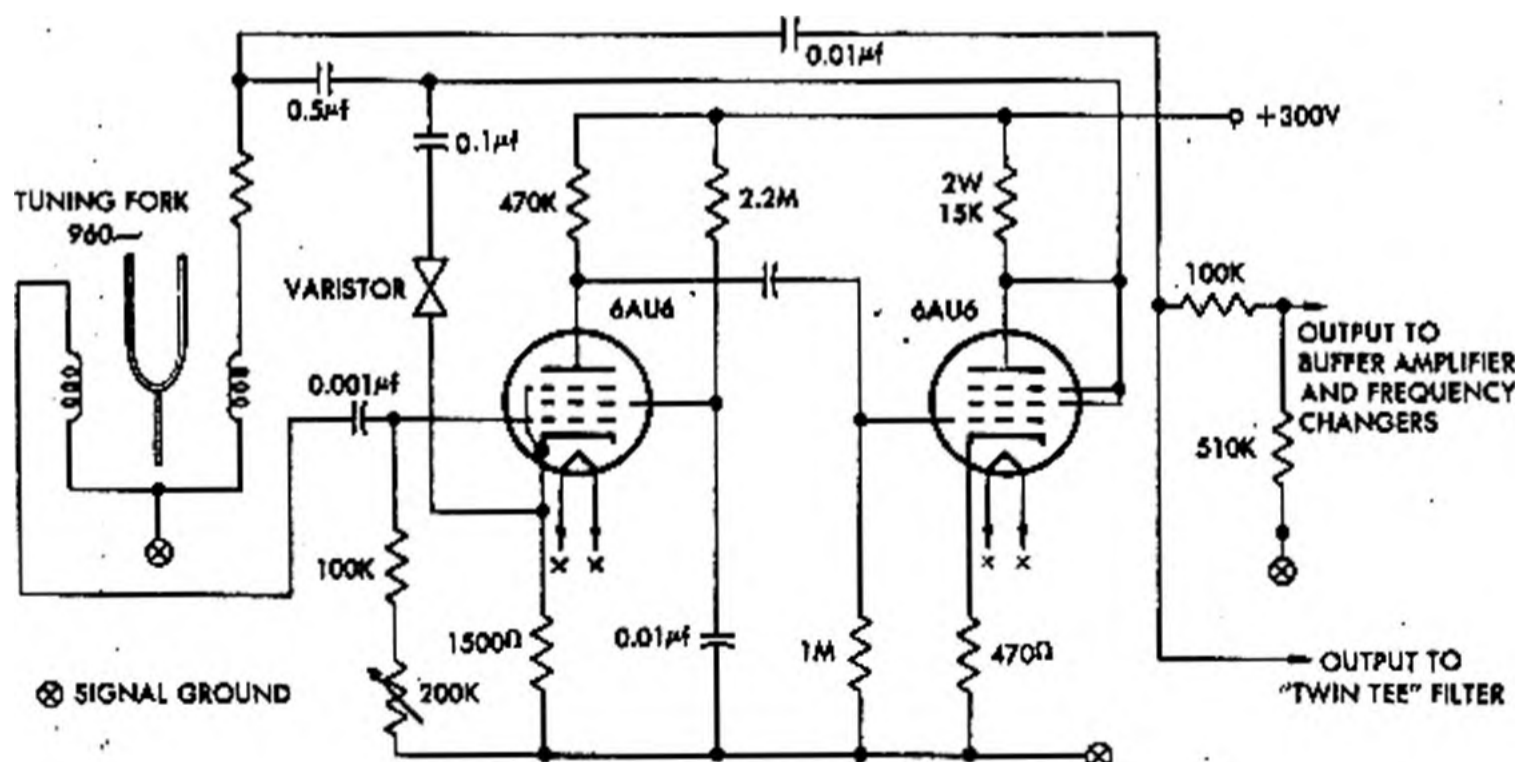 0.01µf
0.5µf
0.1µf
+300V
470K
2.2M
2W
15K
TUNING FORK
960
VARISTOR
6AU6
6AU6
100K
OUTPUT TO
BUFFER AMPLIFIER
AND FREQUENCY
CHANGERS
0.001µf
510K
100K
1500Ω
0.01µf
1M
470Ω
200K
OUTPUT TO
"TWIN TEE" FILTER
SIGNAL GROUND